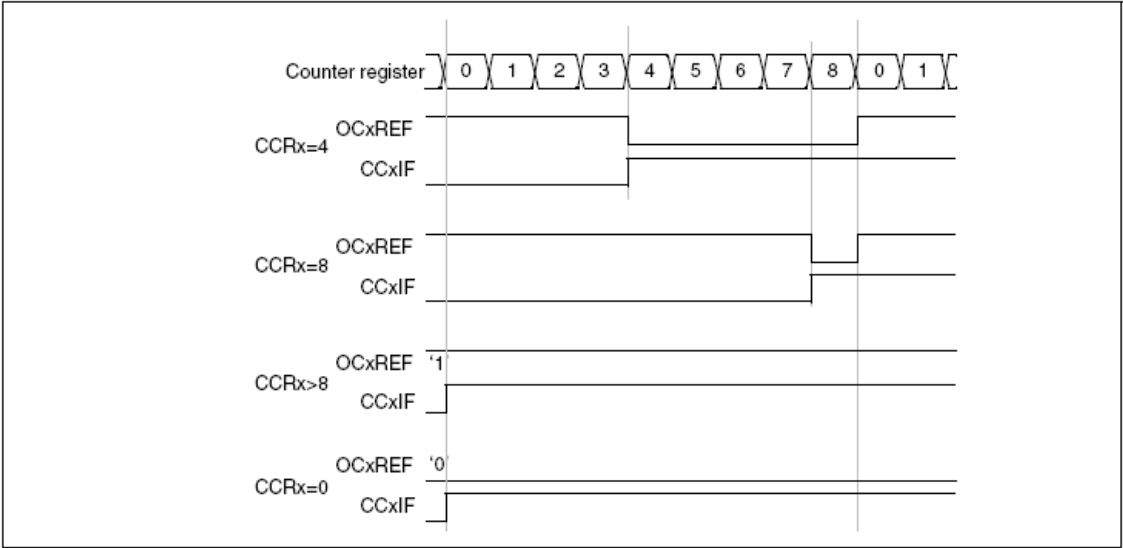 Counter register 0 1 2 3 4 5 6 7 8 0 1
OCxREF
CCRx=4
CCxIF
OCxREF
CCRx=8
CCxIF
OCxREF '1'
CCRx>8
CCxIF
OCxREF '0'
CCRx=0
CCxIF